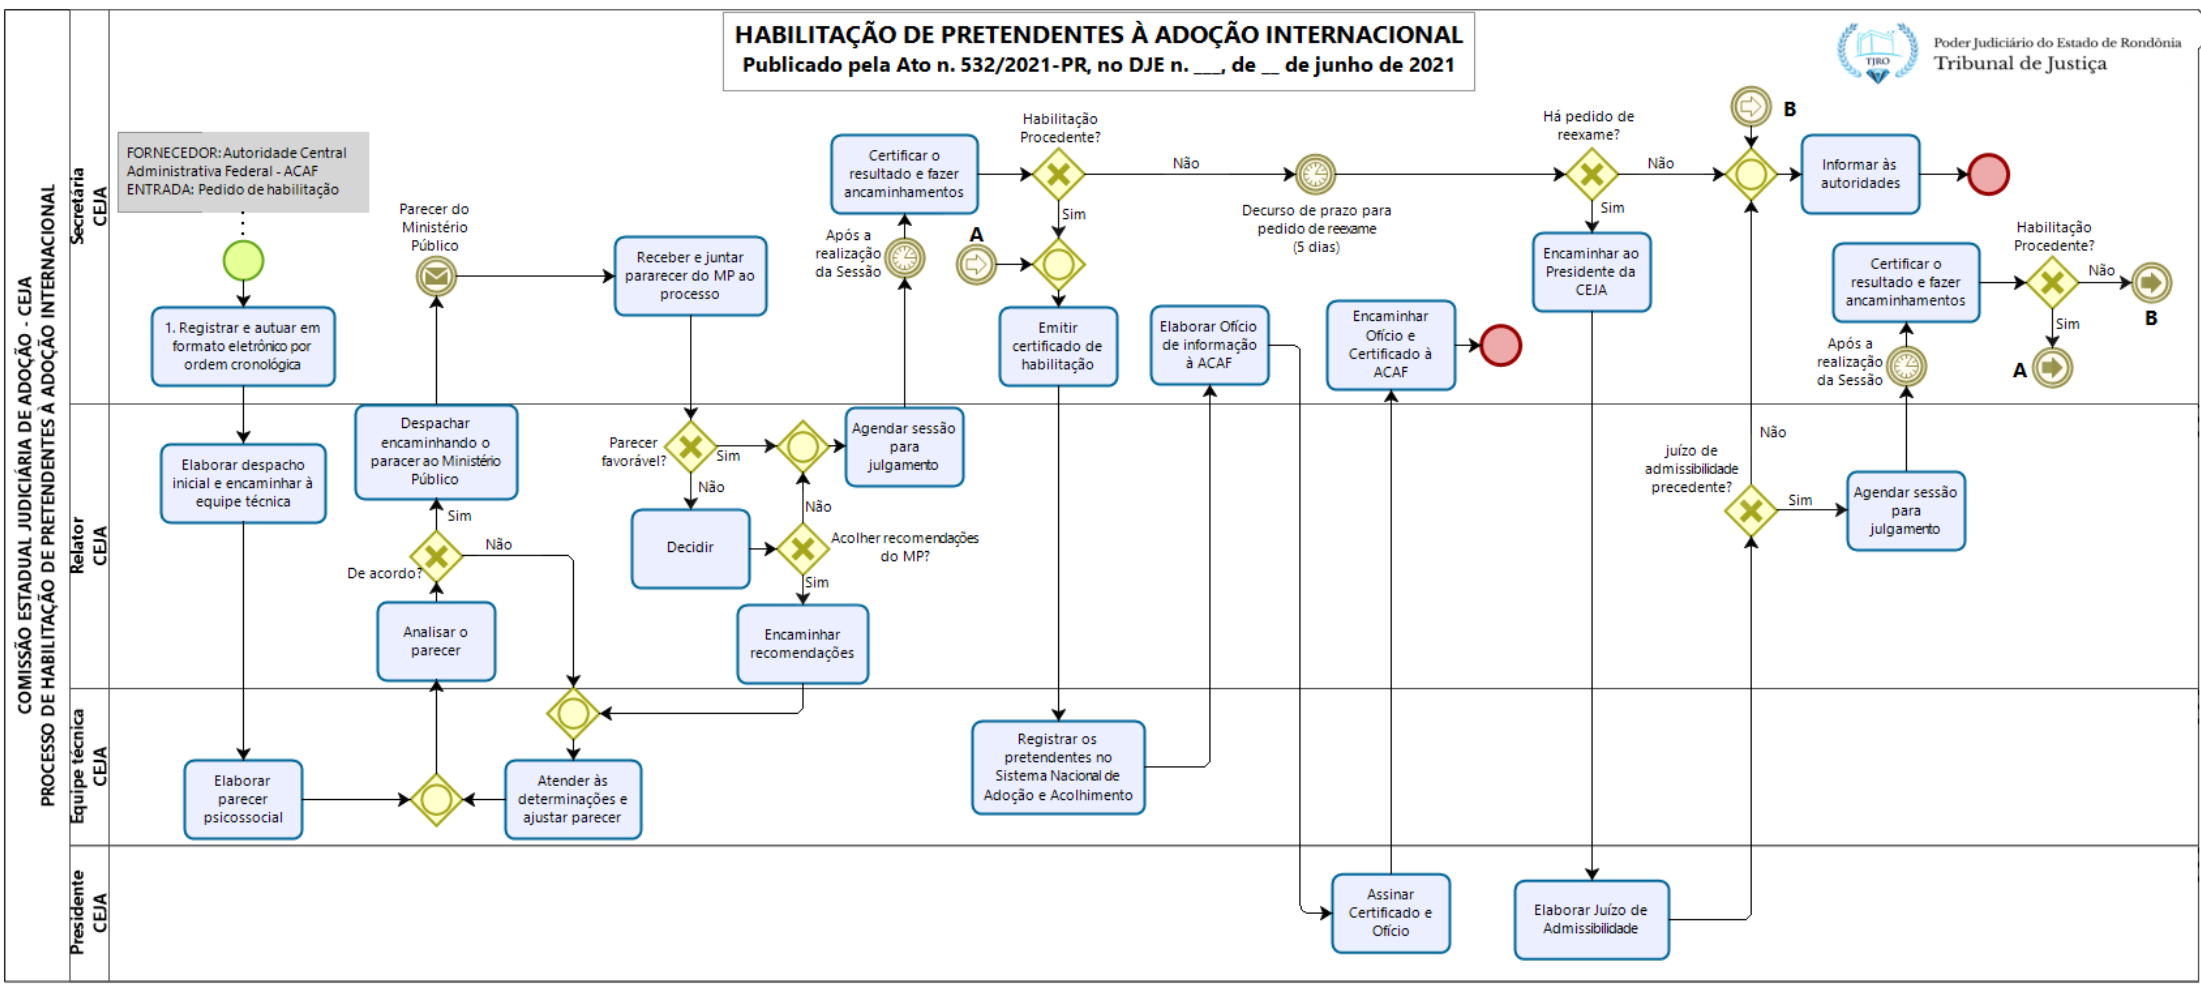 HABILITAÇÃO DE PRETENDENTES À ADOÇÃO INTERNACIONAL
Publicado pela Ato n. 532/2021-PR, no DJE n. ___, de __ de junho de 2021
Poder Judiciário do Estado de Rondônia
Tribunal de Justiça
TJRO
COMISSÃO ESTADUAL JUDICIÁRIA DE ADOÇÃO - CEJA
PROCESSO DE HABILITAÇÃO DE PRETENDENTES À ADOÇÃO INTERNACIONAL
Secretária
CEJA
FORNECEDOR: Autoridade Central
Administrativa Federal - ACAF
ENTRADA: Pedido de habilitação
1. Registrar e autuar em
formato eletrônico por
ordem cronológica
Parecer do
Ministério
Público
Receber e juntar
pararecer do MP ao
processo
Certificar o
resultado e fazer
ancaminhamentos
Após a
realização
da Sessão
Habilitação
Procedente?
Não
Sim
A
Emitir
certificado de
habilitação
Elaborar Ofício
de informação
à ACAF
Decurso de prazo para
pedido de reexame
(5 dias)
Encaminhar
Ofício e
Certificado à
ACAF
Há pedido de
reexame?
Não
Sim
Encaminhar ao
Presidente da
CEJA
B
Informar às
autoridades
Certificar o
resultado e fazer
ancaminhamentos
Habilitação
Procedente?
Não
B
Sim
A
Após a
realização
da Sessão
Relator
CEJA
Elaborar despacho
inicial e encaminhar à
equipe técnica
Despachar
encaminhando o
paracer ao Ministério
Público
Sim
De acordo?
Não
Analisar o
parecer
Parecer
favorável?
Sim
Não
Decidir
Não
Acolher recomendações
do MP?
Sim
Encaminhar
recomendações
Agendar sessão
para
julgamento
Não
juízo de
admissibilidade
precedente?
Sim
Agendar sessão
para
julgamento
Equipe técnica
CEJA
Elaborar
parecer
psicossocial
Atender às
determinações e
ajustar parecer
Registrar os
pretendentes no
Sistema Nacional de
Adoção e Acolhimento
Presidente
CEJA
Assinar
Certificado e
Ofício
Elaborar Juízo de
Admissibilidade